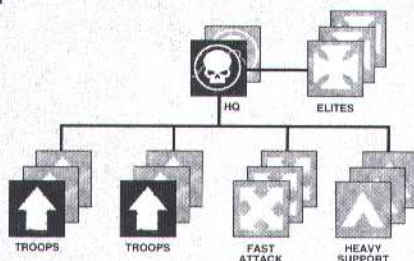 HQ
ELITES
TROOPS
TROOPS
FAST
ATTACK
HEAVY
SUPPORT